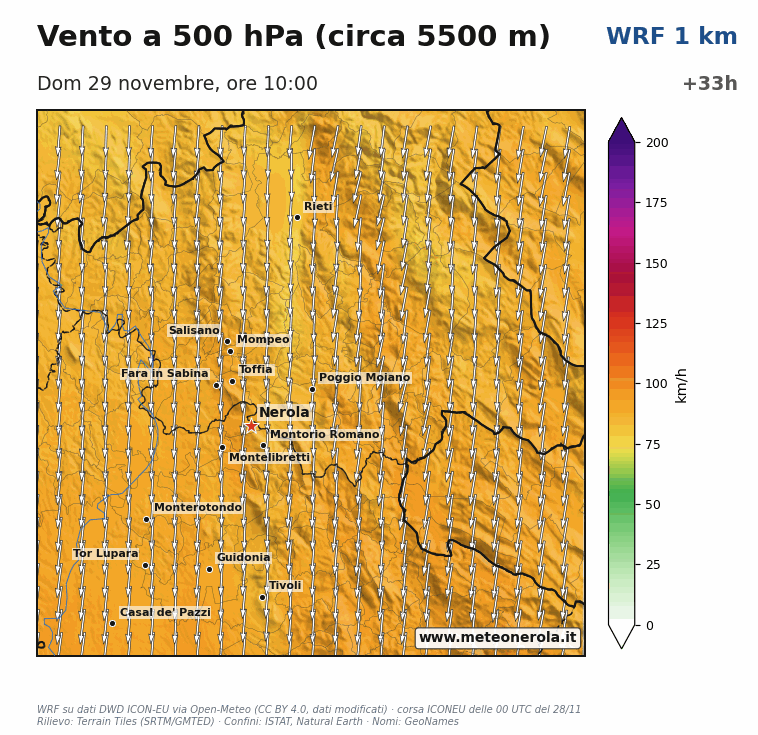 Vento a 500 hPa (circa 5500 m)
WRF 1 km
Dom 29 novembre, ore 10:00
+33h
Rieti
Salisano
Mompeo
Toffia
Fara in Sabina
Poggio Moiano
Nerola
Montorio Romano
Montelibretti
Monterotondo
Tor Lupara
Guidonia
Tivoli
Casal de' Pazzi
www.meteonerola.it
200
175
150
125
100
75
50
25
0
km/h
WRF su dati DWD ICON-EU via Open-Meteo (CC BY 4.0, dati modificati) · corsa ICONEU delle 00 UTC del 28/11
Rilievo: Terrain Tiles (SRTM/GMTED) · Confini: ISTAT, Natural Earth · Nomi: GeoNames